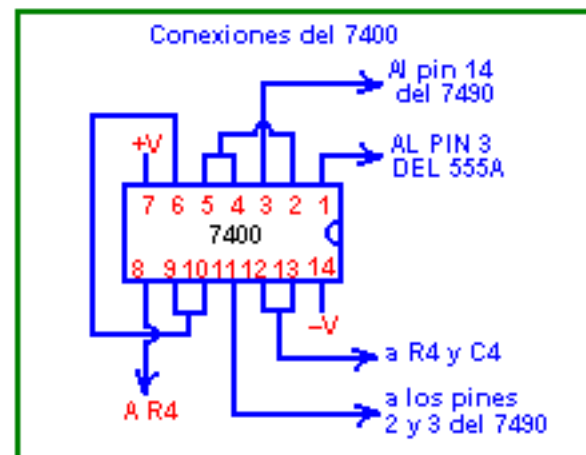 Conexiones del 7400
Al pin 14
del 7490
+V
AL PIN 3
DEL 555A
7 6 5 4 3 2 1
7400
8 9 10 11 12 13 14
–V
a R4 y C4
A R4
a los pines
2 y 3 del 7490